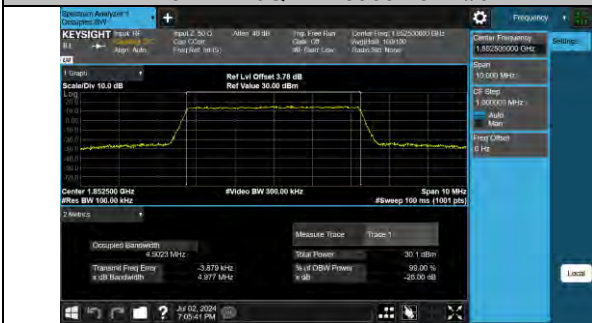 Spectrum Analyzer 1
Occupied BW
Frequency
KEYSIGHT Input: RF
Coupling: DC
Align: Auto
Input Z: 50 Ω
Corr CCorr
Freq Ref: Int (S)
Atten: 40 dB
Trig: Free Run
Gate: Off
#IF Gain: Low
Center Freq: 1.852500000 GHz
Avg|Hold: 100/100
Radio Std: None
Center Frequency
1.852500000 GHz
Settings
Span
10.000 MHz
CF Step
1.000000 MHz
Auto
Man
Freq Offset
0 Hz
1 Graph
Scale/Div 10.0 dB
Ref Lvl Offset 3.78 dB
Ref Value 30.00 dBm
Log
Center 1.852500 GHz
#Res BW 100.00 kHz
#Video BW 300.00 kHz
Span 10 MHz
#Sweep 100 ms (1001 pts)
2 Metrics
Measure Trace
Trace 1
Occupied Bandwidth
4.5023 MHz
Total Power
30.1 dBm
Transmit Freq Error
-3.879 kHz
% of OBW Power
99.00 %
x dB Bandwidth
4.977 MHz
x dB
-26.00 dB
Local
Jul 02, 2024
7:05:41 PM